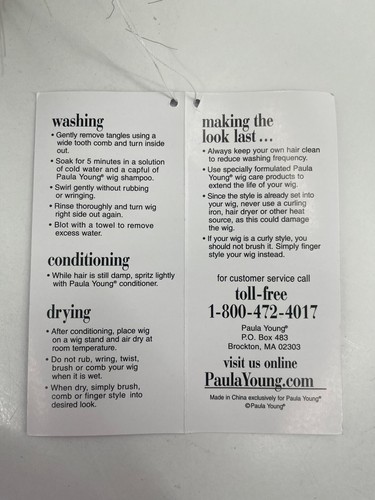 washing
• Gently remove tangles using a
wide tooth comb and turn inside
out.
• Soak for 5 minutes in a solution
of cold water and a capful of
Paula Young® wig shampoo.
• Swirl gently without rubbing
or wringing.
• Rinse thoroughly and turn wig
right side out again.
• Blot with a towel to remove
excess water.
conditioning
• While hair is still damp, spritz lightly
with Paula Young® conditioner.
drying
• After conditioning, place wig
on a wig stand and air dry at
room temperature.
• Do not rub, wring, twist,
brush or comb your wig
when it is wet.
• When dry, simply brush,
comb or finger style into
desired look.
making the
look last...
• Always keep your own hair clean
to reduce washing frequency.
• Use specially formulated Paula
Young® wig care products to
extend the life of your wig.
• Since the style is already set into
your wig, never use a curling
iron, hair dryer or other heat
source, as this could damage
the wig.
• If your wig is a curly style, you
should not brush it. Simply finger
style your wig instead.
for customer service call
toll-free
1-800-472-4017
Paula Young®
P.O. Box 483
Brockton, MA 02303
visit us online
PaulaYoung.com
Made in China exclusively for Paula Young®
©Paula Young®